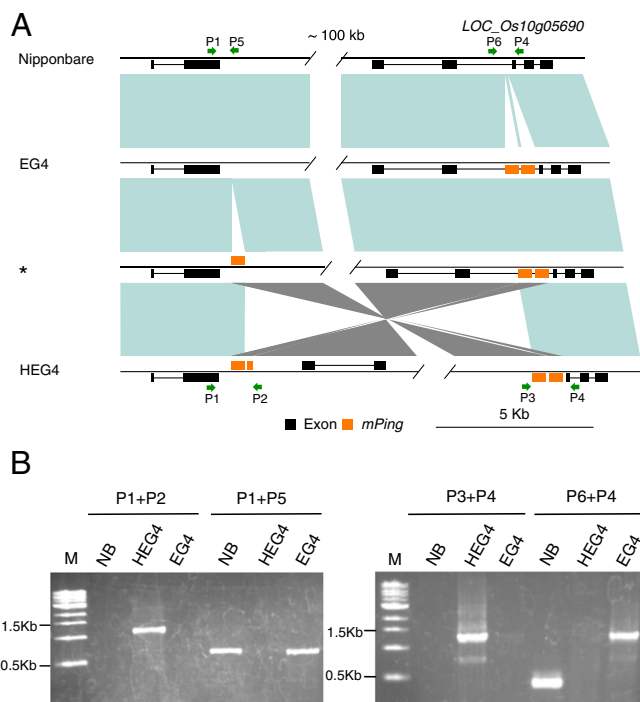 A
LOC_Os10g05690
~ 100 kb
P1 P5
P6 P4
Nipponbare
EG4
*
HEG4
P1 P2
P3 P4
Exon mPing
5 Kb
B
P1+P2 P1+P5
P3+P4 P6+P4
M NB HEG4 EG4 NB HEG4 EG4
M NB HEG4 EG4 NB HEG4 EG4
1.5Kb
0.5Kb
1.5Kb
0.5Kb